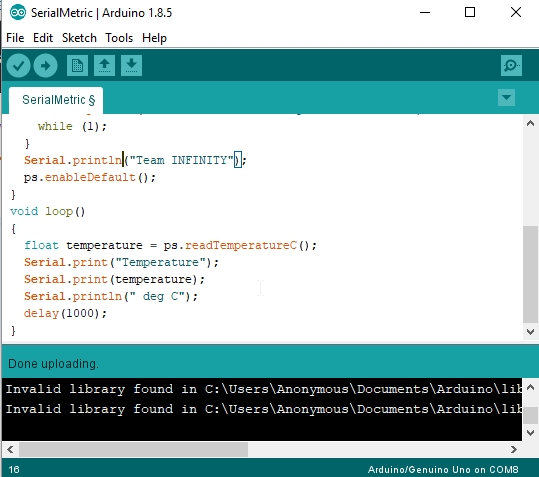 SerialMetric | Arduino 1.8.5
File Edit Sketch Tools Help
SerialMetric §
while (1);
}
Serial.println("Team INFINITY");
ps.enableDefault();
}
void loop()
{
float temperature = ps.readTemperatureC();
Serial.print("Temperature");
Serial.print(temperature);
Serial.println(" deg C");
delay(1000);
}
Done uploading.
Invalid library found in C:\Users\Anonymous\Documents\Arduino\lib
Invalid library found in C:\Users\Anonymous\Documents\Arduino\lib
16 Arduino/Genuino Uno on COM8